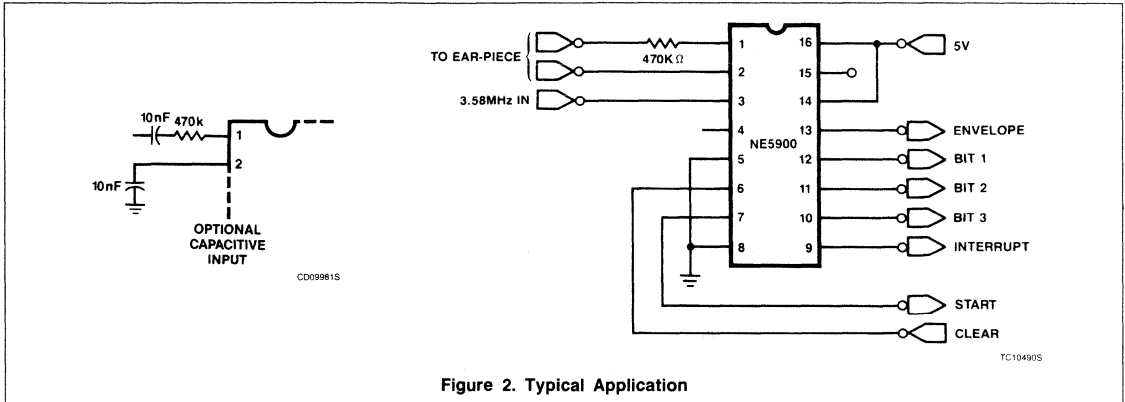 10nF 470k
1
2
10nF
OPTIONAL
CAPACITIVE
INPUT
CD09981S
TO EAR-PIECE
470K Ω
3.58MHz IN
NE5900
1
2
3
4
5
6
7
8
16
15
14
13
12
11
10
9
5V
ENVELOPE
BIT 1
BIT 2
BIT 3
INTERRUPT
START
CLEAR
TC10490S
Figure 2. Typical Application